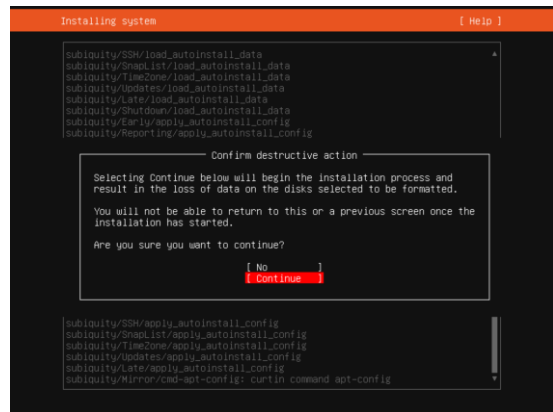 Installing system [ Help ]
subiquity/SSH/load_autoinstall_data
subiquity/SnapList/load_autoinstall_data
subiquity/TimeZone/load_autoinstall_data
subiquity/Updates/load_autoinstall_data
subiquity/Late/load_autoinstall_data
subiquity/Shutdown/load_autoinstall_data
subiquity/Early/apply_autoinstall_config
subiquity/Reporting/apply_autoinstall_config
Confirm destructive action
Selecting Continue below will begin the installation process and
result in the loss of data on the disks selected to be formatted.
You will not be able to return to this or a previous screen once the
installation has started.
Are you sure you want to continue?
[ No ]
[ Continue ]
subiquity/SSH/apply_autoinstall_config
subiquity/SnapList/apply_autoinstall_config
subiquity/TimeZone/apply_autoinstall_config
subiquity/Updates/apply_autoinstall_config
subiquity/Late/apply_autoinstall_config
subiquity/Mirror/cmd-apt-config: curtin command apt-config